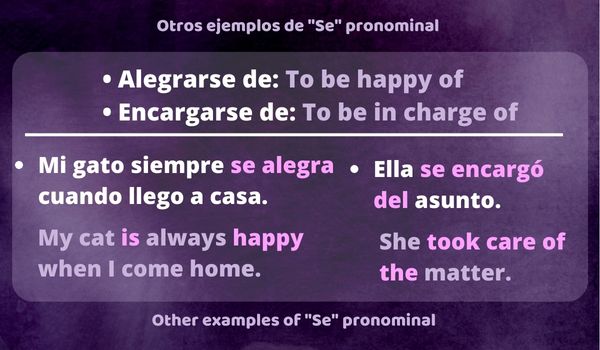 Otros ejemplos de "Se" pronominal
• Alegrarse de: To be happy of
• Encargarse de: To be in charge of
• Mi gato siempre se alegra
cuando llego a casa.
My cat is always happy
when I come home.
• Ella se encargó
del asunto.
She took care of
the matter.
Other examples of "Se" pronominal